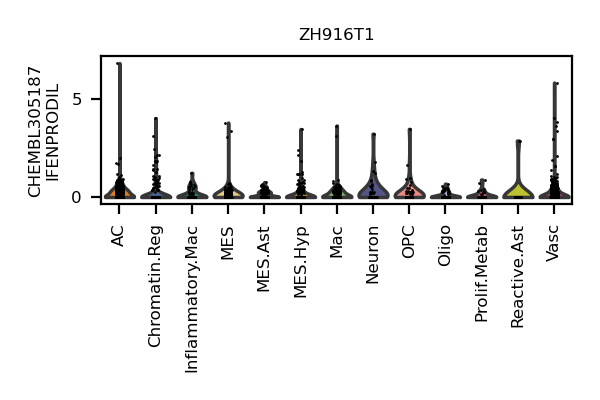 ZH916T1
CHEMBL305187
IFENPRODIL
5
0
AC
Chromatin.Reg
Inflammatory.Mac
MES
MES.Ast
MES.Hyp
Mac
Neuron
OPC
Oligo
Prolif.Metab
Reactive.Ast
Vasc